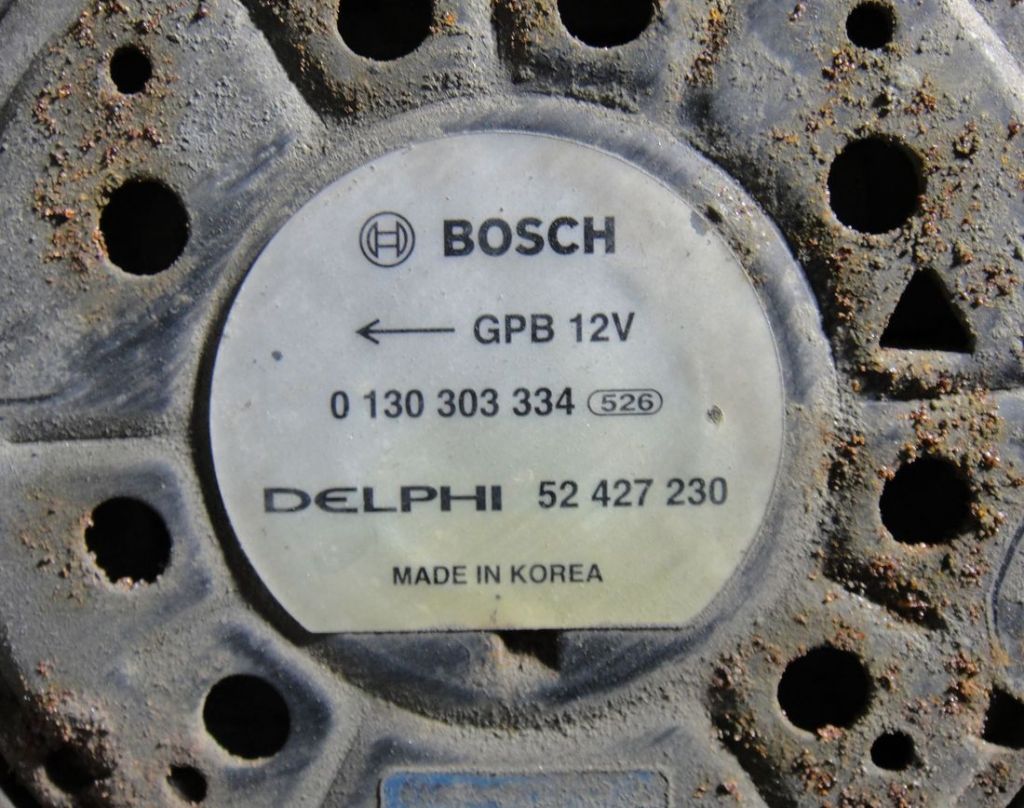 BOSCH
← GPB 12V
0 130 303 334 526
DELPHI 52 427 230
MADE IN KOREA